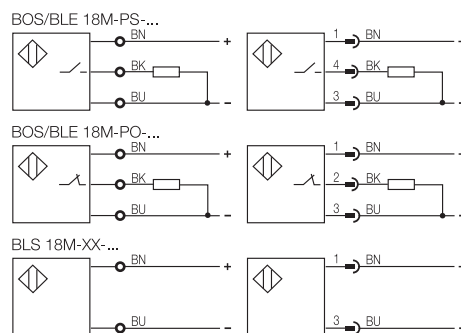 BOS/BLE 18M-PS-...
BN + 1 BN -
BK 4 BK
BU - 3 BU -
BOS/BLE 18M-PO-...
BN + 1 BN -
BK 2 BK
BU - 3 BU -
BLS 18M-XX-...
BN + 1 BN -
BU - 3 BU -